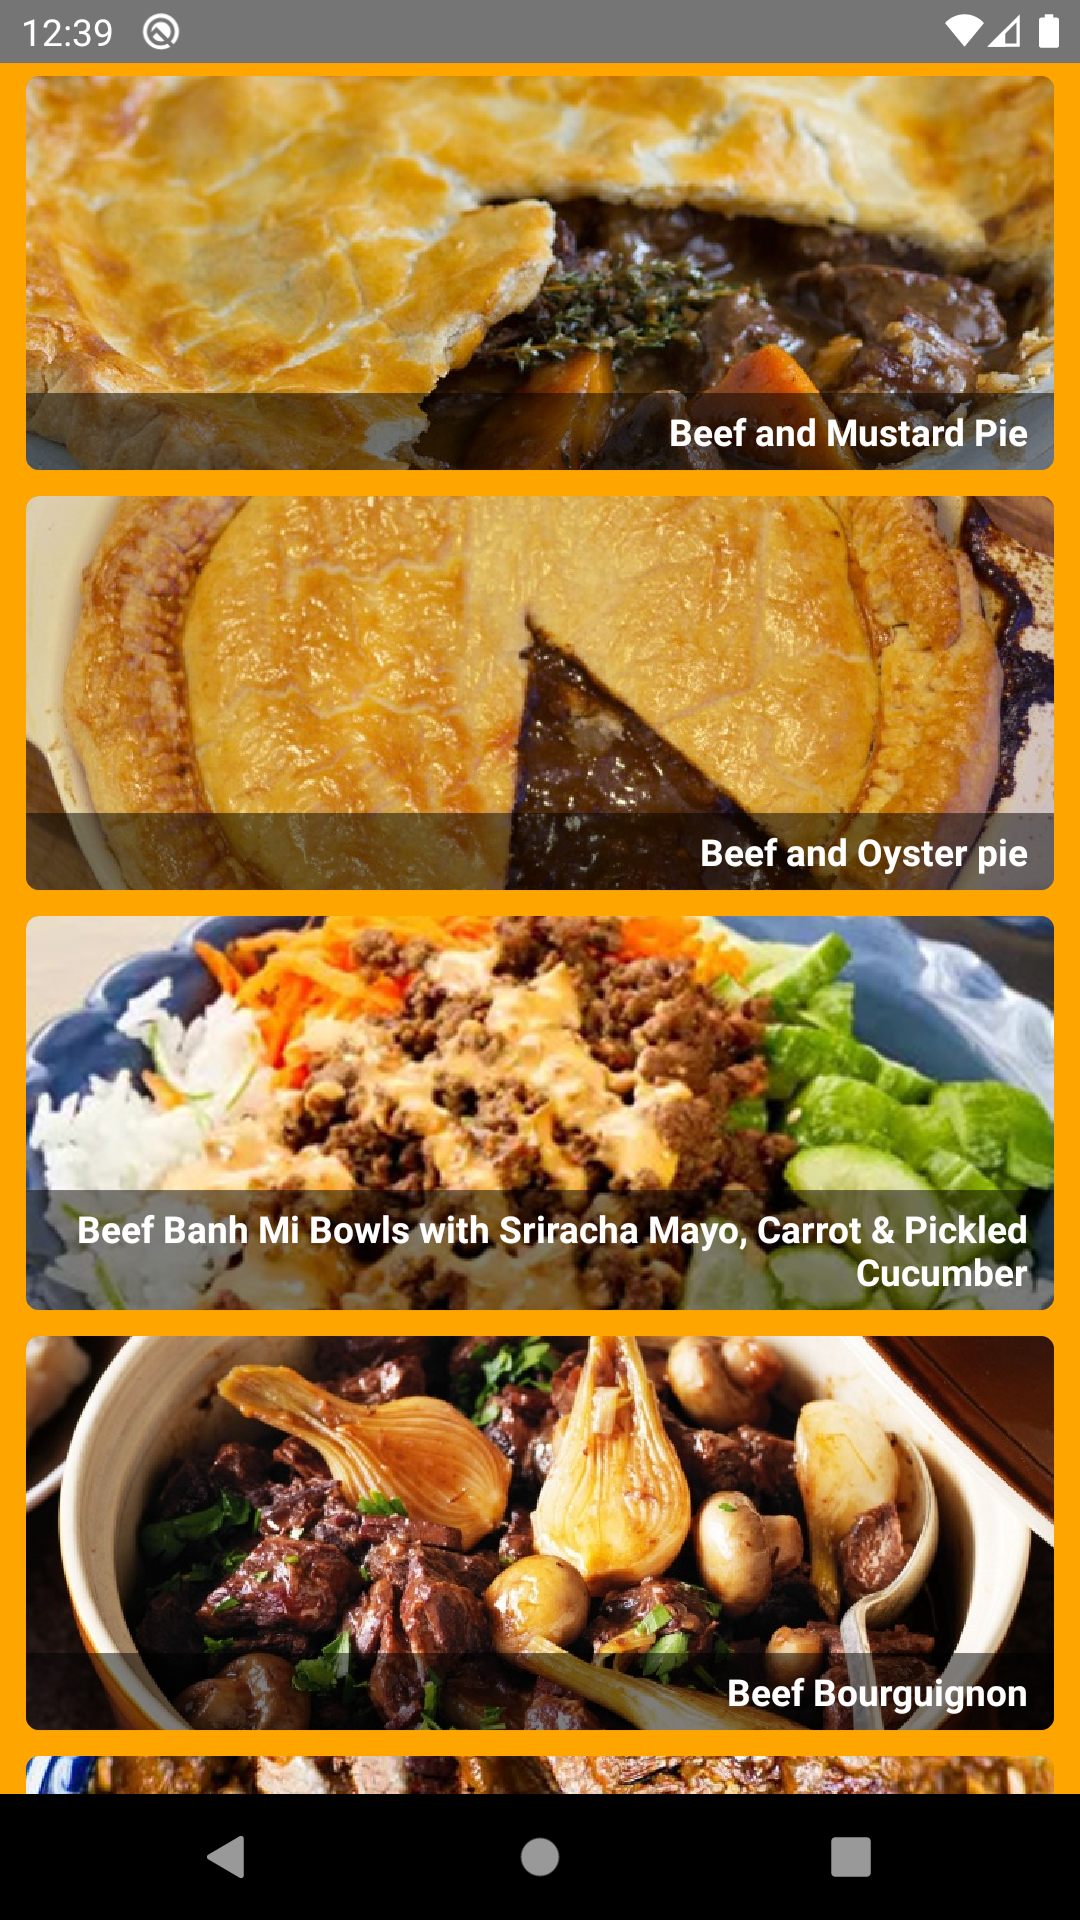 12:39
Beef and Mustard Pie
Beef and Oyster pie
Beef Banh Mi Bowls with Sriracha Mayo, Carrot & Pickled
Cucumber
Beef Bourguignon